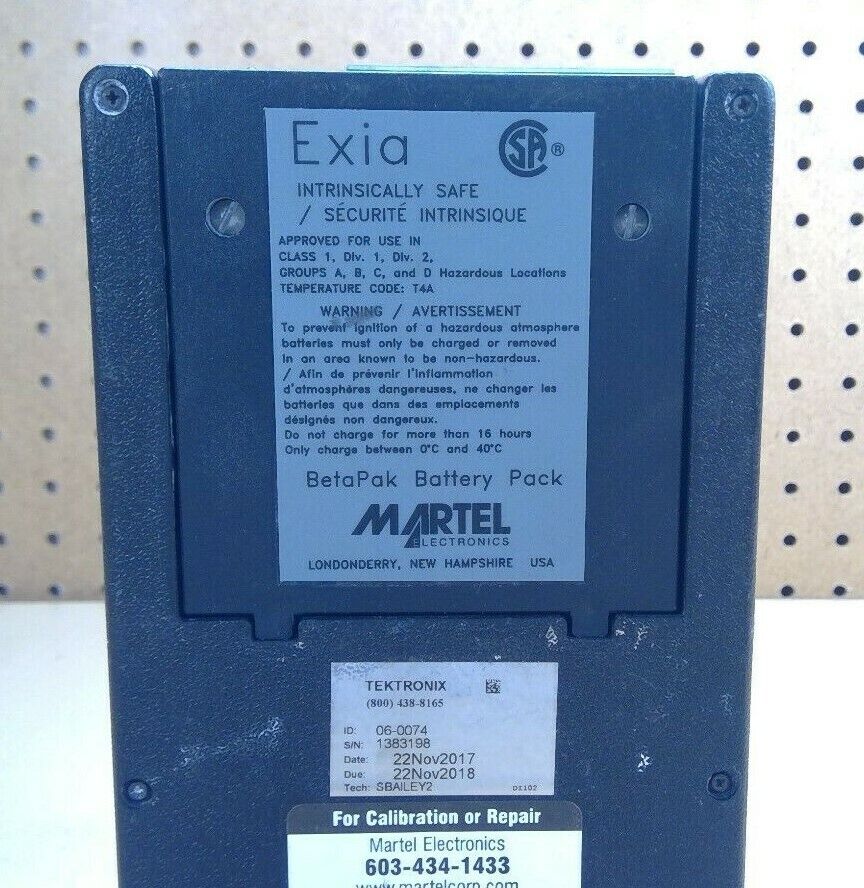 Exia SA ®
INTRINSICALLY SAFE
/ SÉCURITÉ INTRINSIQUE
APPROVED FOR USE IN
CLASS 1, Div. 1, Div. 2,
GROUPS A, B, C, and D Hazardous Locations
TEMPERATURE CODE: T4A
WARNING / AVERTISSEMENT
To prevent ignition of a hazardous atmosphere
batteries must only be charged or removed
in an area known to be non-hazardous.
/ Afin de prévenir l'inflammation
d'atmosphères dangereuses, ne changer les
batteries que dans des emplacements
désignés non dangereux.
Do not charge for more than 16 hours
Only charge between 0°C and 40°C
BetaPak Battery Pack
MARTEL
ELECTRONICS
LONDONDERRY, NEW HAMPSHIRE USA
TEKTRONIX
(800) 438-8165
ID: 06-0074
S/N: 1383198
Date: 22Nov2017
Due: 22Nov2018
Tech: SBAILEY2 DI102
For Calibration or Repair
Martel Electronics
603-434-1433
www.martelcorp.com